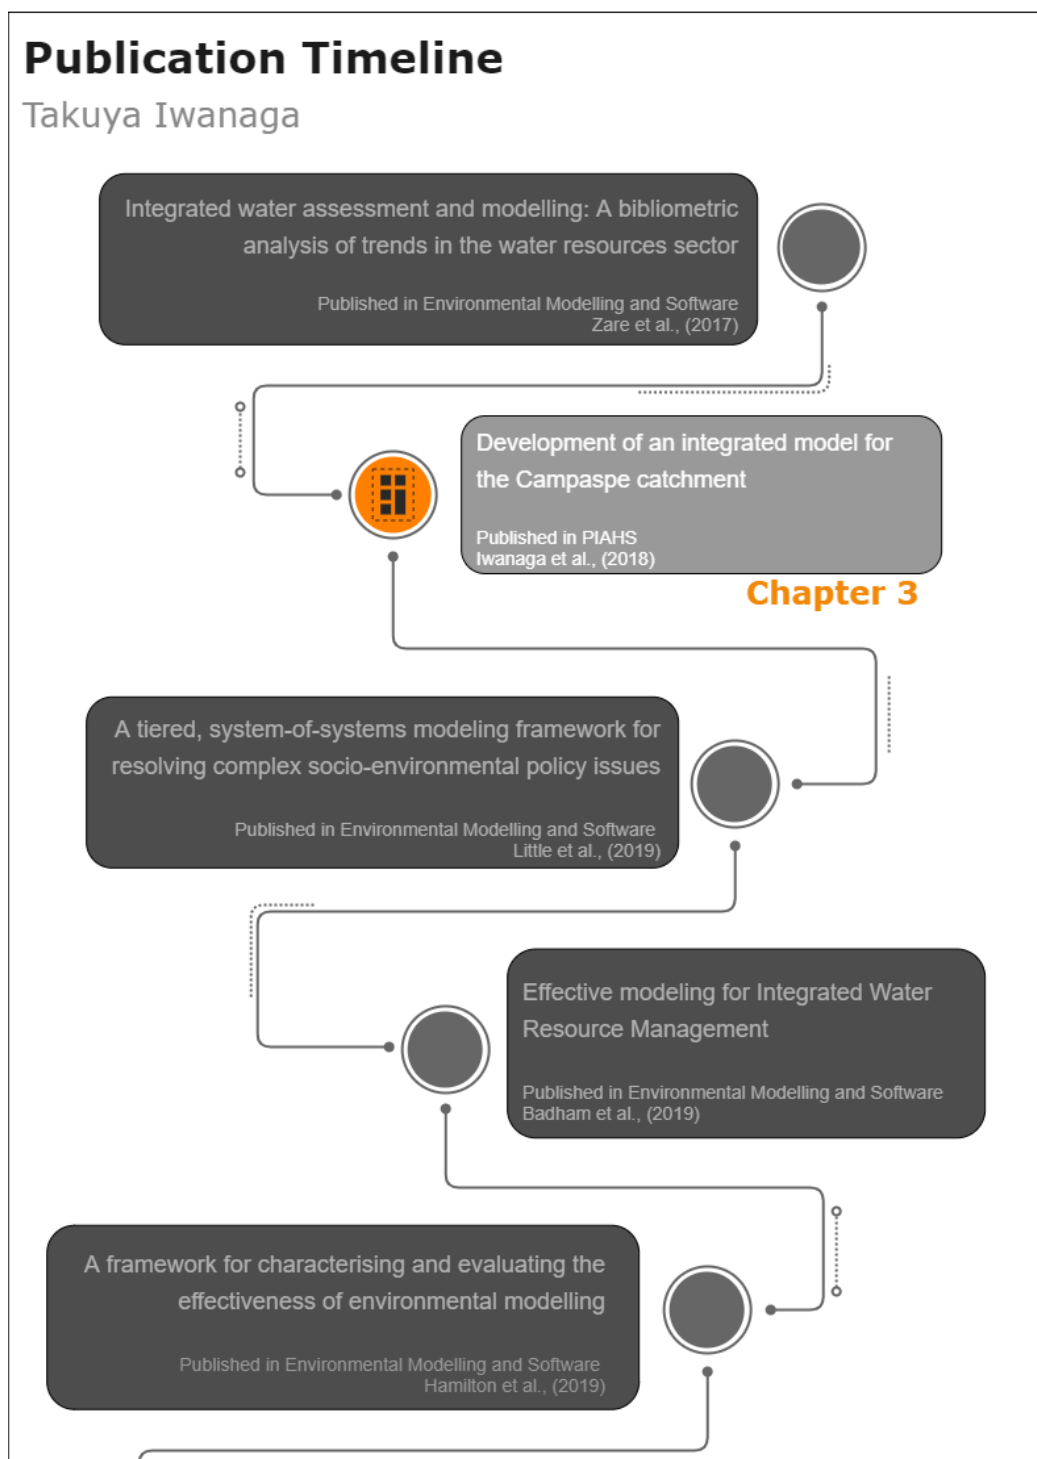 Publication Timeline
Takuya Iwanaga
Integrated water assessment and modelling: A bibliometric
analysis of trends in the water resources sector
Published in Environmental Modelling and Software
Zare et al., (2017)
Development of an integrated model for
the Campaspe catchment
Published in PIAHS
Iwanaga et al., (2018)
Chapter 3
A tiered, system-of-systems modeling framework for
resolving complex socio-environmental policy issues
Published in Environmental Modelling and Software
Little et al., (2019)
Effective modeling for Integrated Water
Resource Management
Published in Environmental Modelling and Software
Badham et al., (2019)
A framework for characterising and evaluating the
effectiveness of environmental modelling
Published in Environmental Modelling and Software
Hamilton et al., (2019)